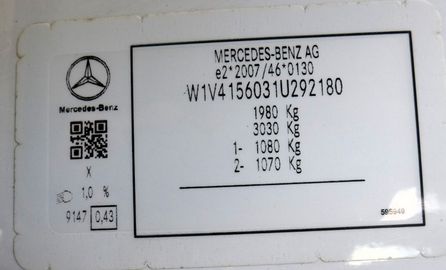 Mercedes-Benz
X
1,0 %
9147 0,43
MERCEDES-BENZ AG
e2*2007/46*0130
W1V4156031U292180
1980 Kg
3030 Kg
1- 1080 Kg
2- 1070 Kg
595949